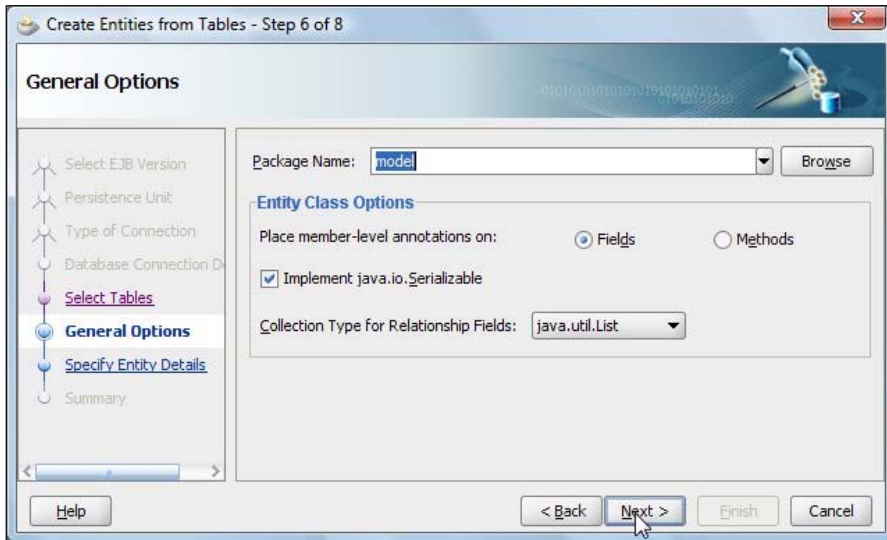 Create Entities from Tables - Step 6 of 8
General Options
Select EJB Version
Persistence Unit
Type of Connection
Database Connection D
Select Tables
General Options
Specify Entity Details
Summary
Package Name: model Browse
Entity Class Options
Place member-level annotations on: Fields Methods
Implement java.io.Serializable
Collection Type for Relationship Fields: java.util.List
Help < Back Next > Finish Cancel